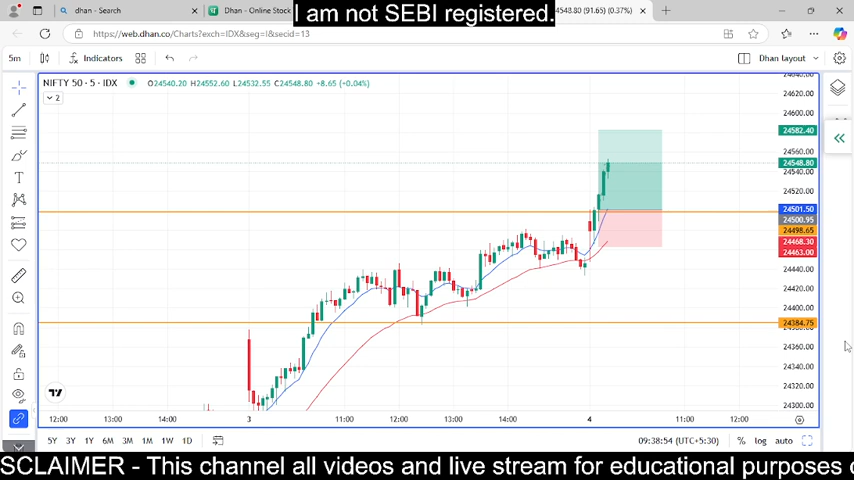 dhan - Search
Dhan - Online Stock
548.80 (91.65) (0.37%)
I am not SEBI registered.
https://web.dhan.co/Charts?exch=IDX&seg=I&secid=13
5m
Indicators
Dhan layout
NIFTY 50 · 5 · IDX
O24540.20 H24552.60 L24532.55 C24548.80 +8.65 (+0.04%)
2
24620.00
24600.00
24582.40
24560.00
24548.80
24540.00
24520.00
24501.50
24500.95
24498.65
24468.30
24463.00
24440.00
24420.00
24400.00
24384.75
24360.00
24340.00
24320.00
24300.00
12:00 13:00 14:00 3 11:00 12:00 13:00 14:00 4 11:00 12:00
5Y 3Y 1Y 6M 3M 1M 1W 1D
09:38:54 (UTC+5:30)
% log auto
SCLAIMER - This channel all videos and live stream for educational purposes o